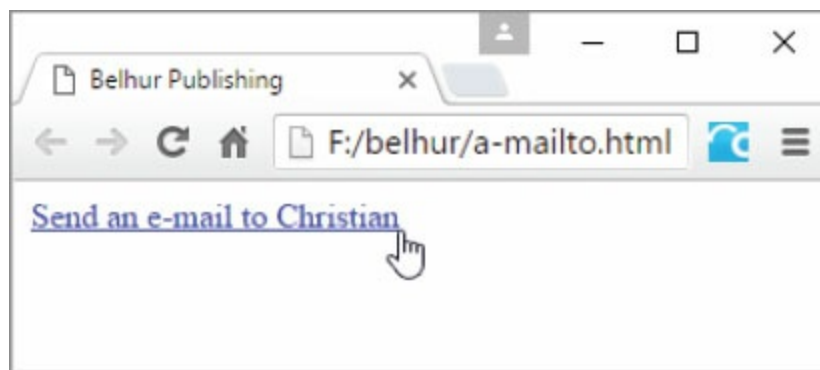 Belhur Publishing
F:/belhur/a-mailto.html
Send an e-mail to Christian